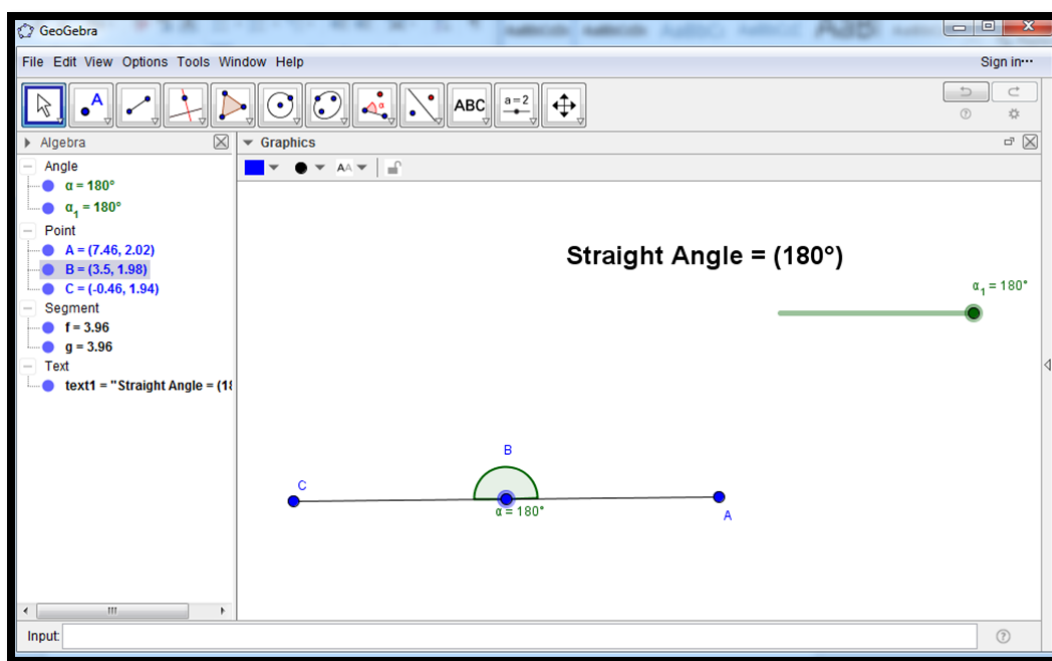 GeoGebra
File Edit View Options Tools Window Help Sign in...
A
α
ABC
a = 2
Algebra
Graphics
AA
Angle
α = 180°
α₁ = 180°
Point
A = (7.46, 2.02)
B = (3.5, 1.98)
C = (-0.46, 1.94)
Segment
f = 3.96
g = 3.96
Text
text1 = "Straight Angle = (18
Straight Angle = (180°)
α₁ = 180°
B
C
α = 180°
A
Input: